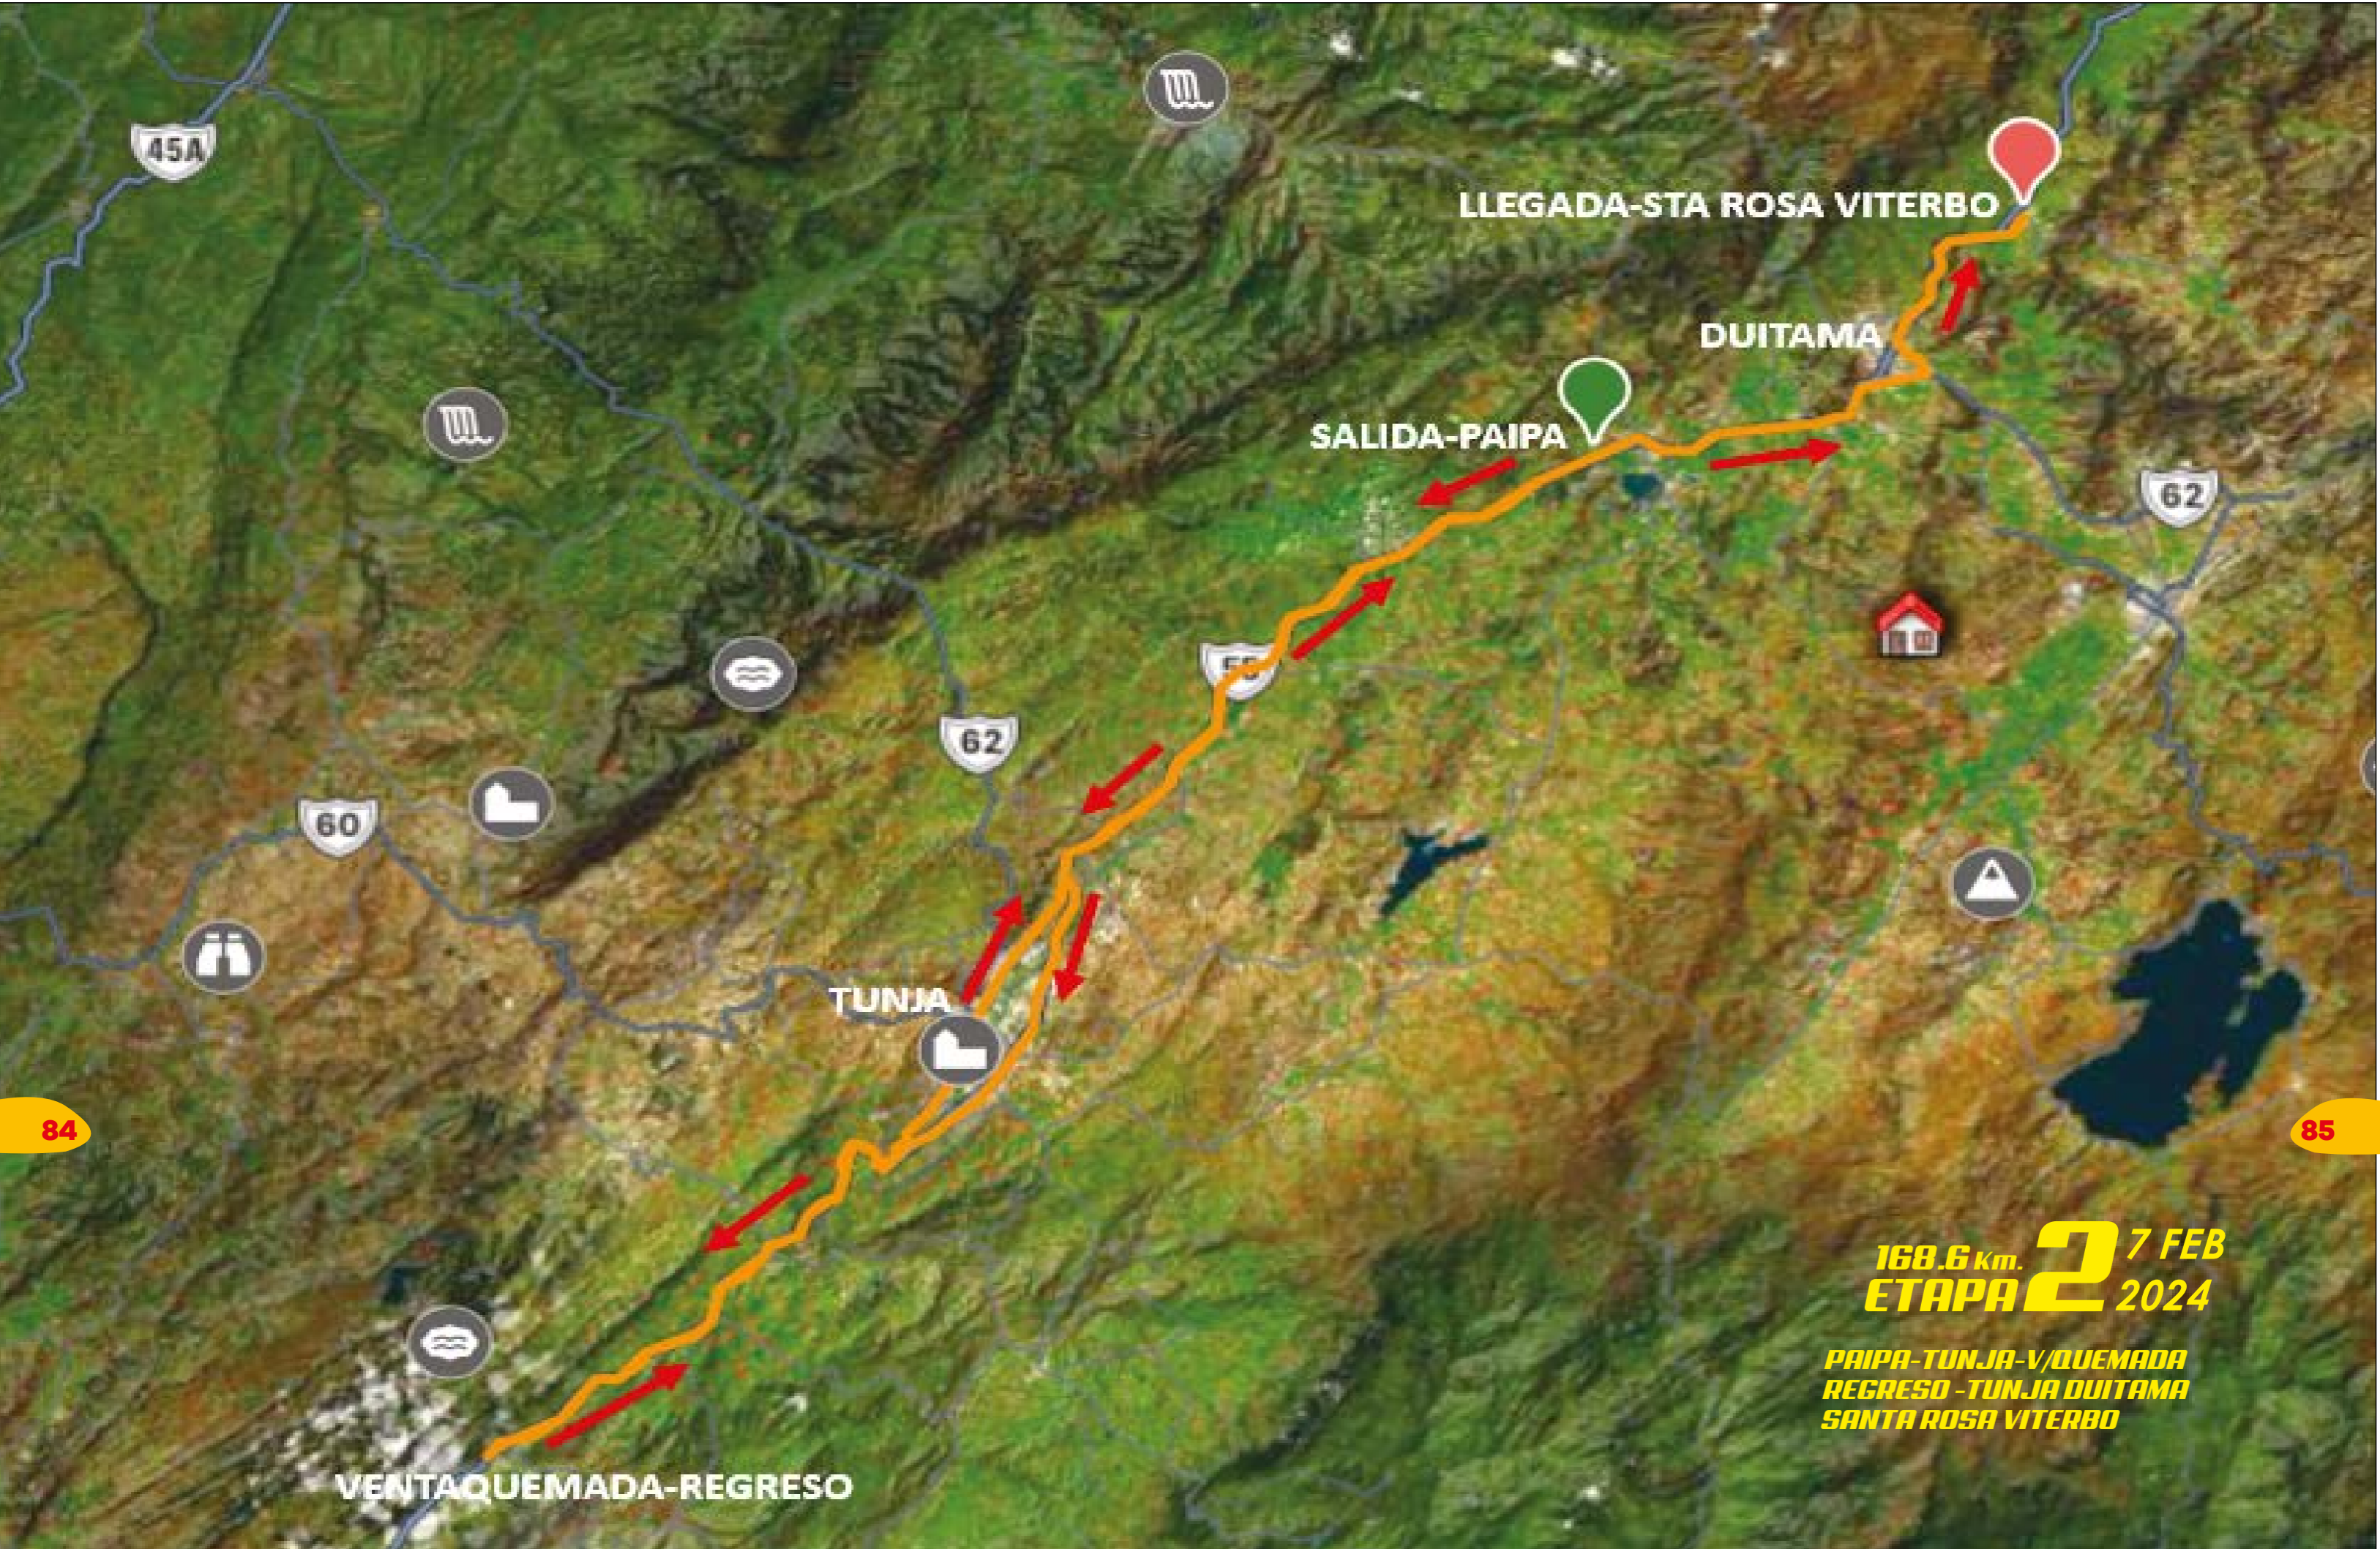 45A
LLEGADA-STA ROSA VITERBO
DUITAMA
SALIDA-PAIPA
62
62
60
TUNJA
84
85
168.6 Km.
ETAPA 2
7 FEB
2024
PAIPA-TUNJA-V/QUEMADA
REGRESO -TUNJA DUITAMA
SANTA ROSA VITERBO
VENTAQUEMADA-REGRESO